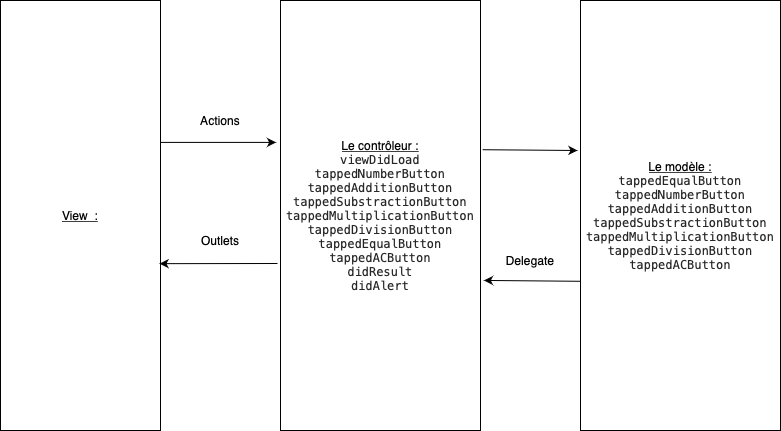 View  :
Actions
Outlets
Le contrôleur :
viewDidLoad
tappedNumberButton
tappedAdditionButton
tappedSubstractionButton
tappedMultiplicationButton
tappedDivisionButton
tappedEqualButton
tappedACButton
didResult
didAlert
Delegate
Le modèle :
tappedEqualButton
tappedNumberButton
tappedAdditionButton
tappedSubstractionButton
tappedMultiplicationButton
tappedDivisionButton
tappedACButton